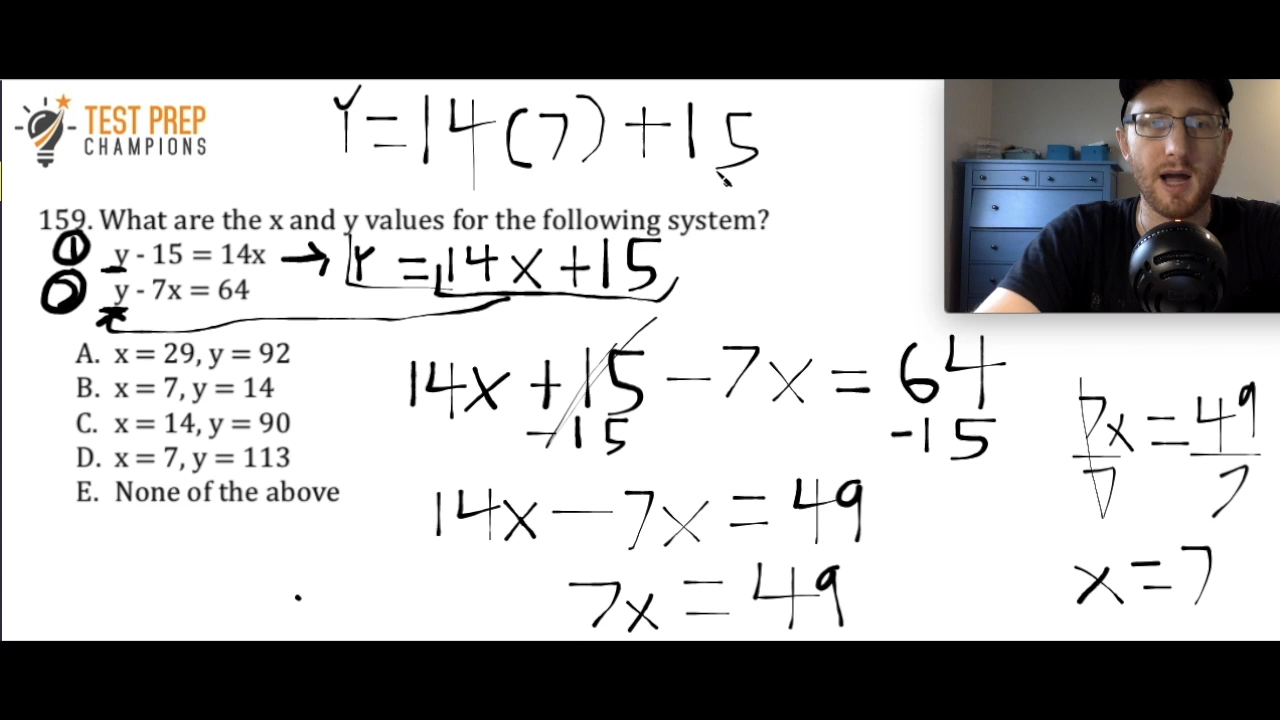 TEST PREP
CHAMPIONS
Y=14(7)+15
159. What are the x and y values for the following system?
① y - 15 = 14x → Y=14x+15
② y - 7x = 64
A. x = 29, y = 92
B. x = 7, y = 14
C. x = 14, y = 90
D. x = 7, y = 113
E. None of the above
14x+15-7x=64
-15 -15
14x-7x=49
7x=49
7x=49
7 7
x=7